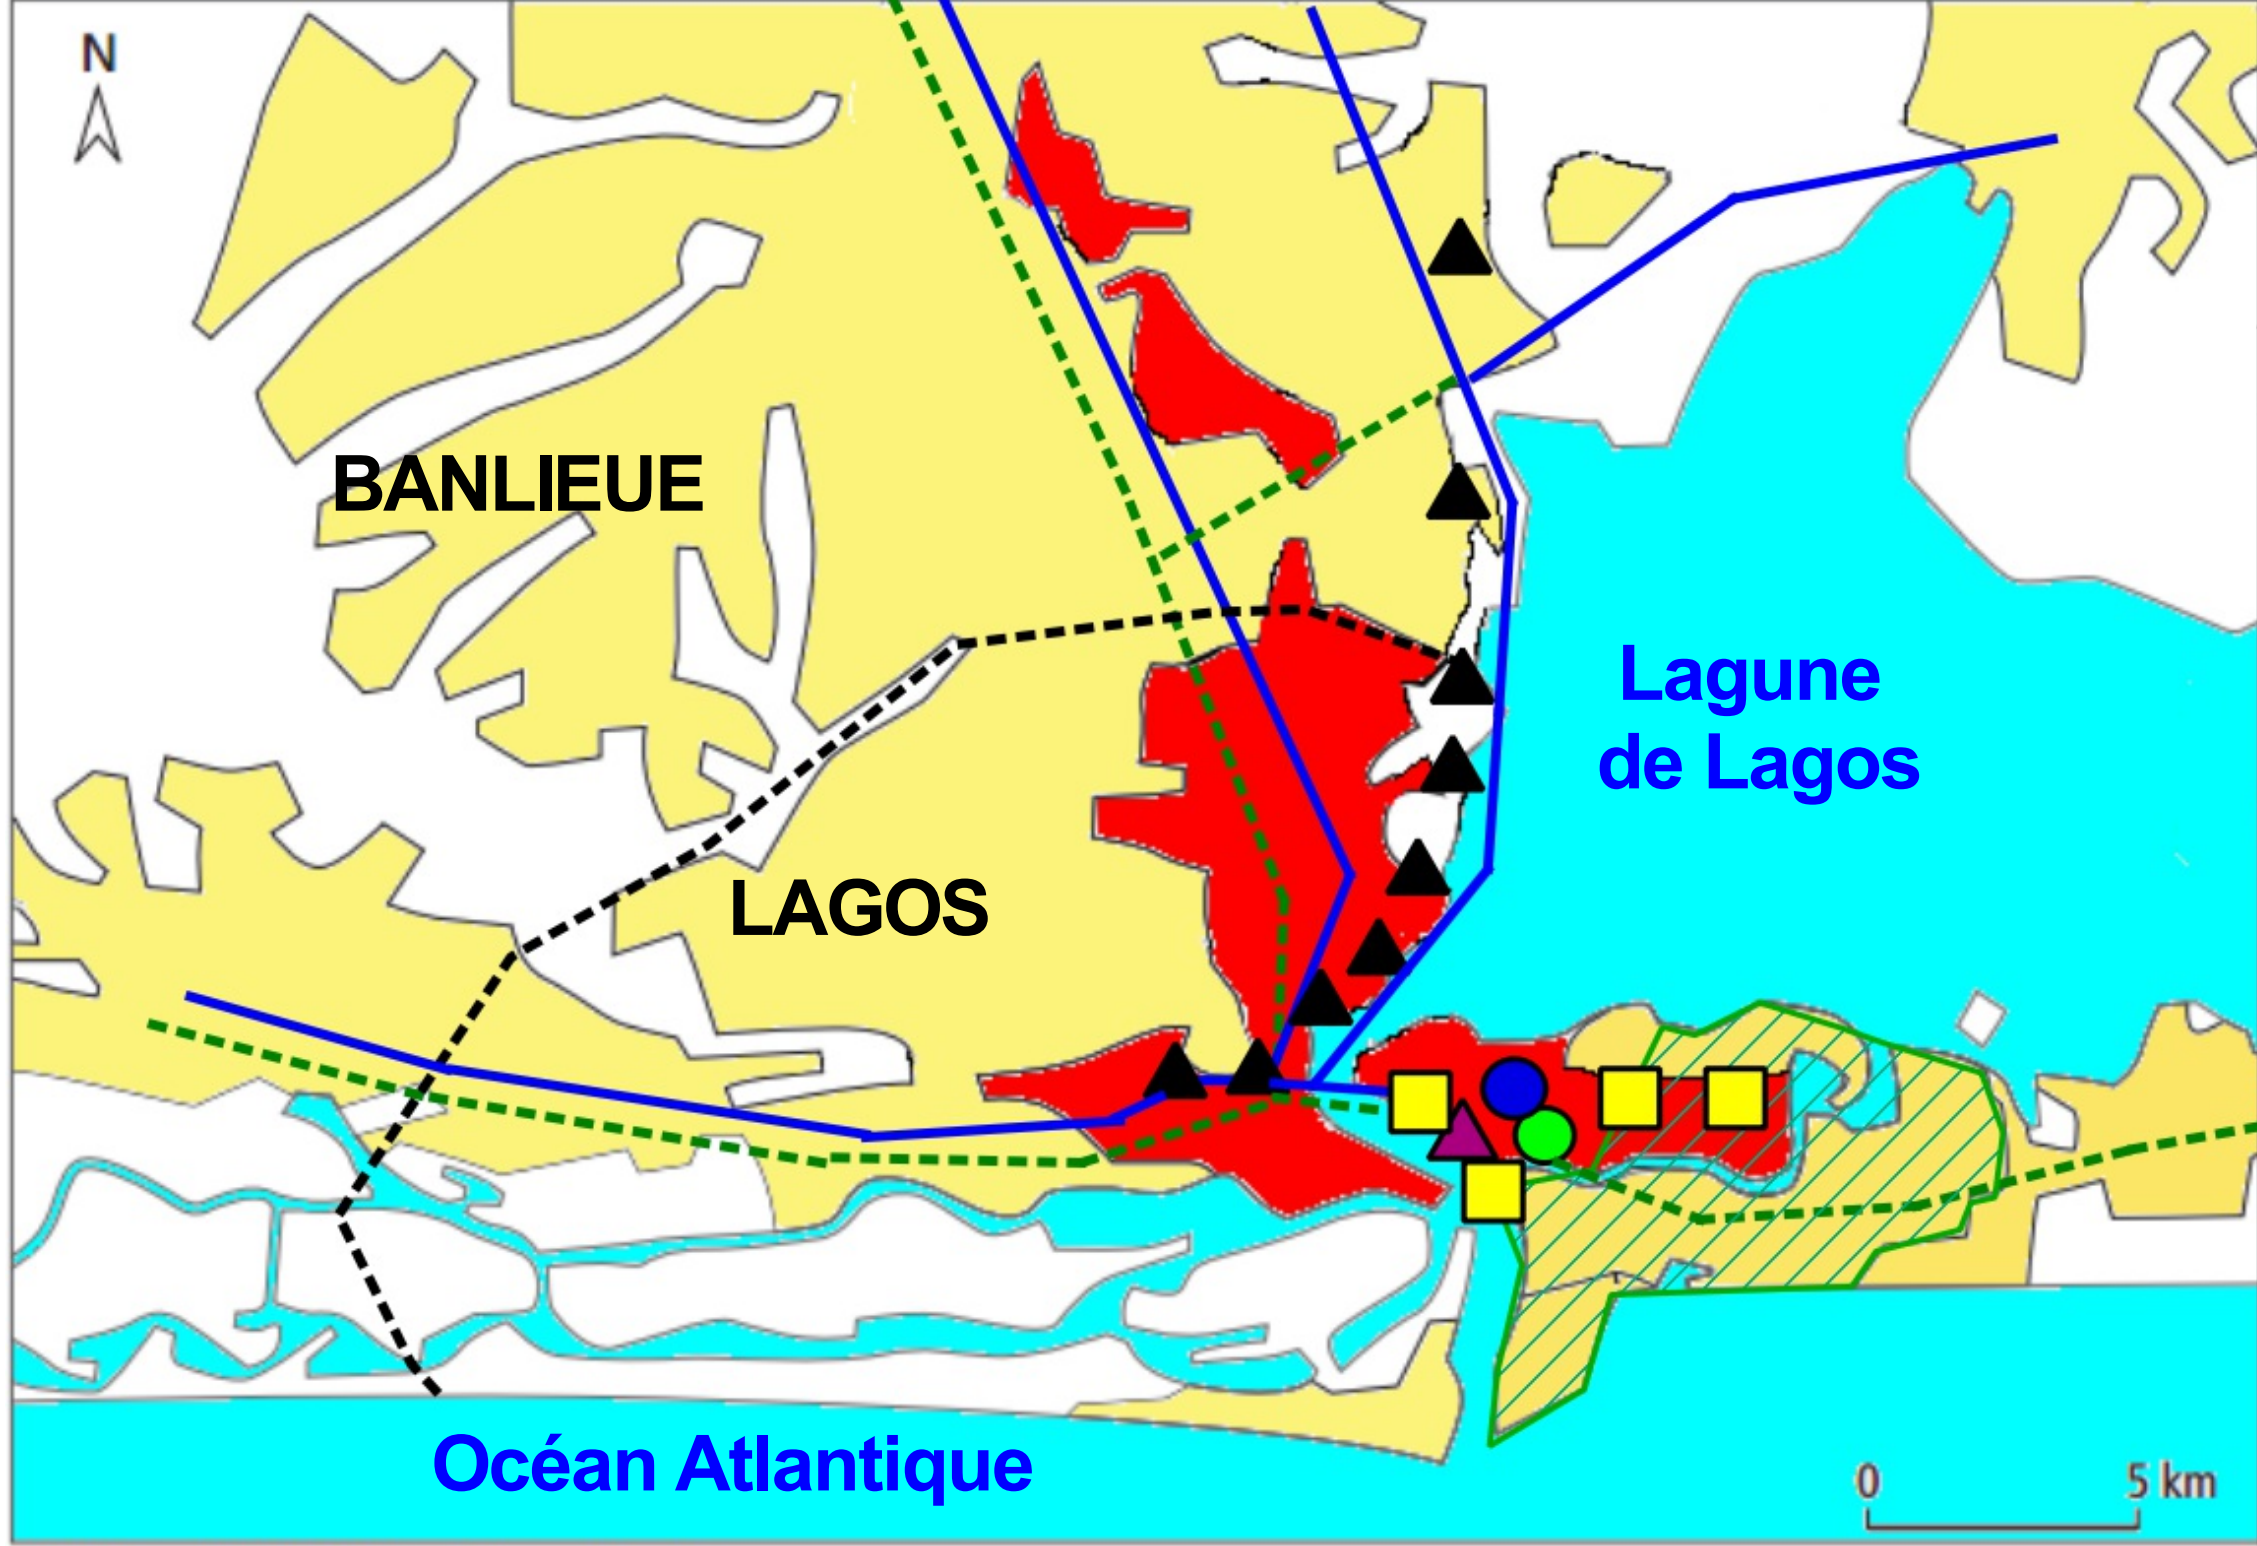 N
BANLIEUE
Lagune
de Lagos
LAGOS
Océan Atlantique
0 5 km